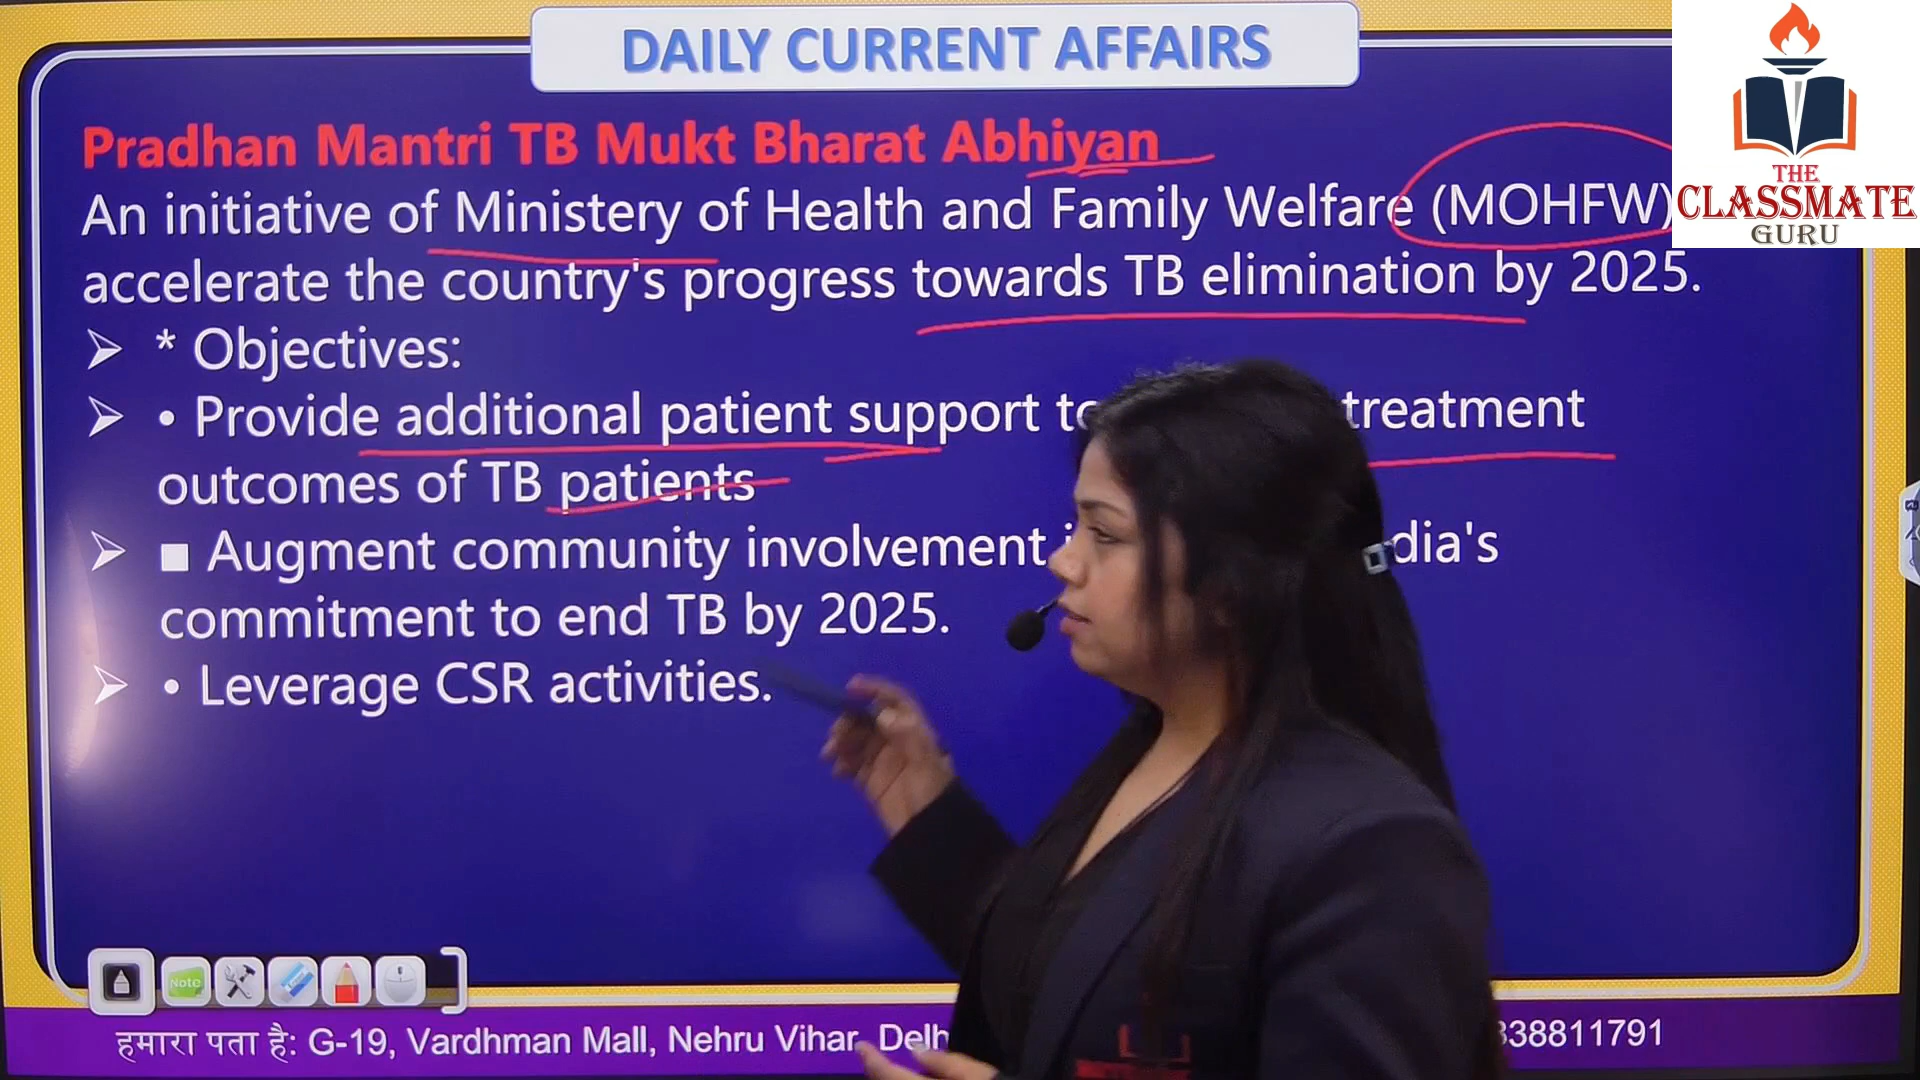 DAILY CURRENT AFFAIRS
THE
CLASSMATE
GURU
Pradhan Mantri TB Mukt Bharat Abhiyan
An initiative of Ministery of Health and Family Welfare (MOHFW)
accelerate the country's progress towards TB elimination by 2025.
* Objectives:
• Provide additional patient support treatment
outcomes of TB patients
■ Augment community involvement
commitment to end TB by 2025.
• Leverage CSR activities.
Note
हमारा पता है: G-19, Vardhman Mall, Nehru Vihar, 38811791